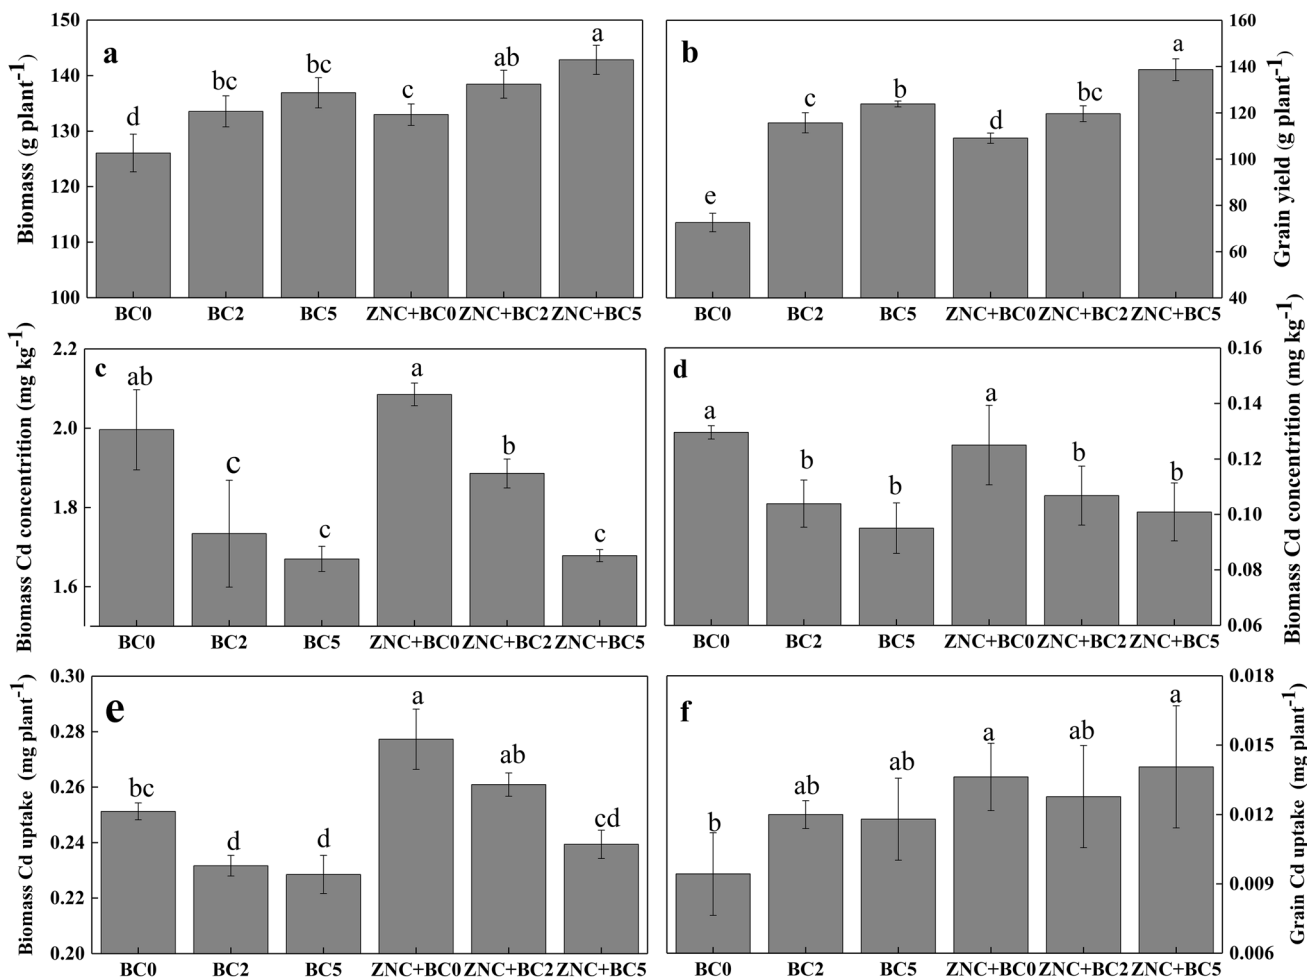 a
Biomass (g plant-1)
150
140
130
120
110
100
d
bc
bc
c
ab
a
BC0 BC2 BC5 ZNC+BC0 ZNC+BC2 ZNC+BC5
b
Grain yield (g plant-1)
160
140
120
100
80
60
40
e
c
b
d
bc
a
BC0 BC2 BC5 ZNC+BC0 ZNC+BC2 ZNC+BC5
c
Biomass Cd concentrition (mg kg-1)
2.2
2.0
1.8
1.6
ab
c
c
a
b
c
BC0 BC2 BC5 ZNC+BC0 ZNC+BC2 ZNC+BC5
d
Biomass Cd concentrition (mg kg-1)
0.16
0.14
0.12
0.10
0.08
0.06
a
b
b
a
b
b
BC0 BC2 BC5 ZNC+BC0 ZNC+BC2 ZNC+BC5
e
Biomass Cd uptake (mg plant-1)
0.30
0.28
0.26
0.24
0.22
0.20
bc
d
d
a
ab
cd
BC0 BC2 BC5 ZNC+BC0 ZNC+BC2 ZNC+BC5
f
Grain Cd uptake (mg plant-1)
0.018
0.015
0.012
0.009
0.006
b
ab
ab
a
ab
a
BC0 BC2 BC5 ZNC+BC0 ZNC+BC2 ZNC+BC5